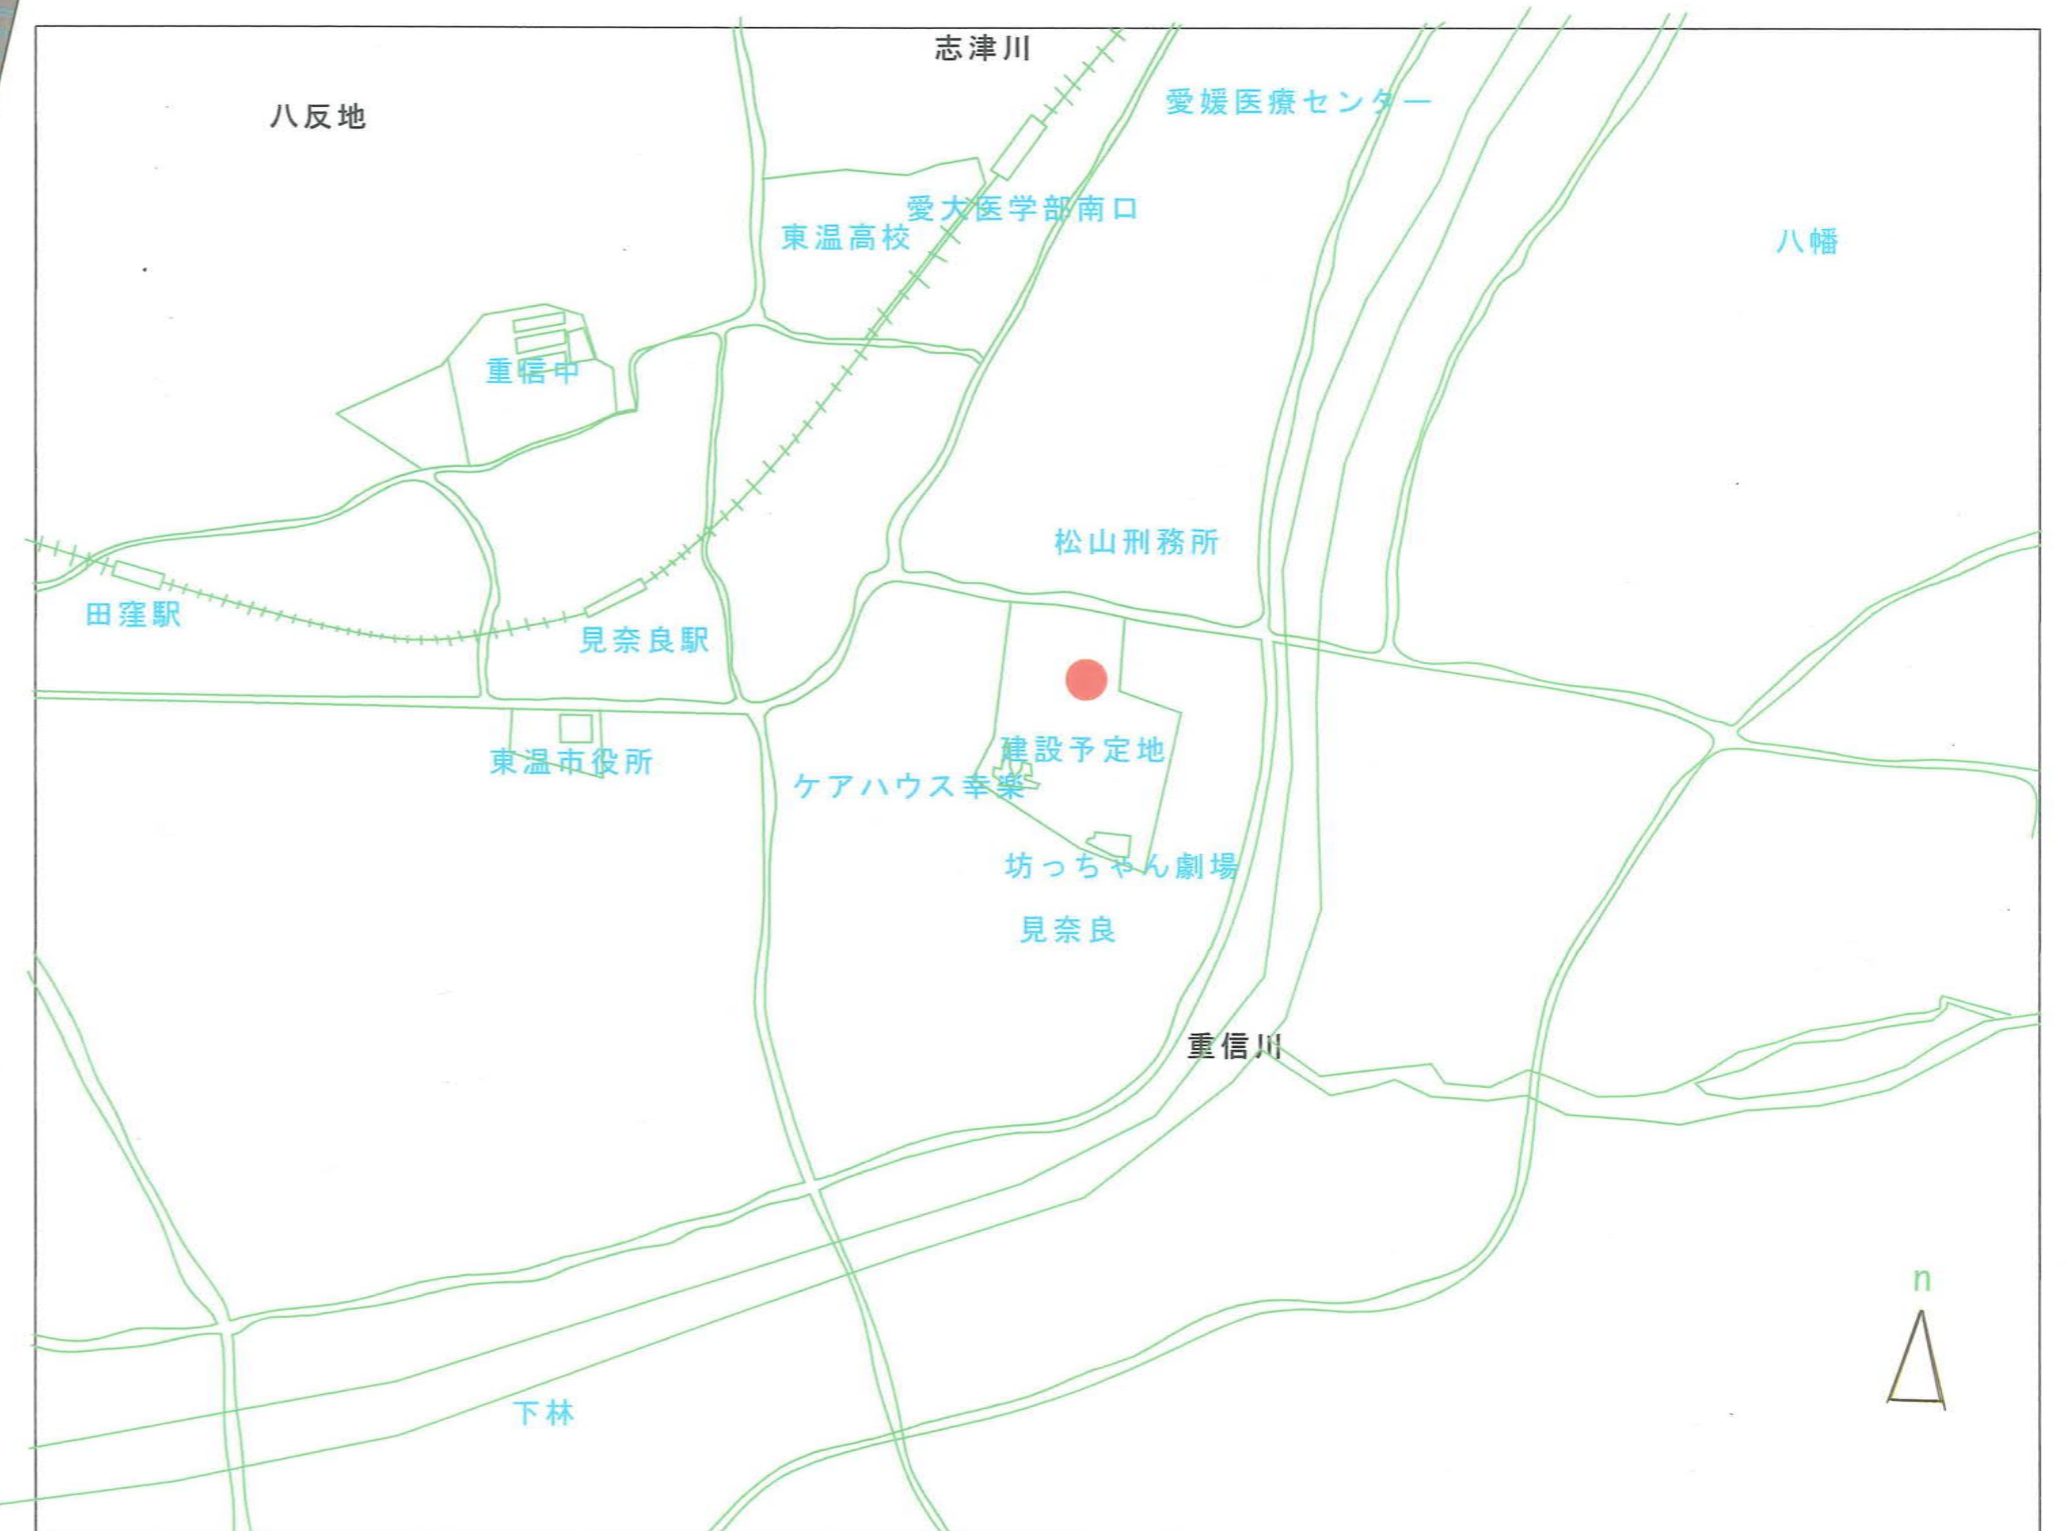 志津川
八反地
愛媛医療センター
愛大医学部南口
東温高校
八幡
重信中
松山刑務所
田窪駅
見奈良駅
建設予定地
東温市役所
ケアハウス幸楽
坊っちゃん劇場
見奈良
重信川
n
下林